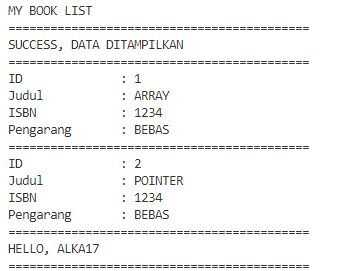 MY BOOK LIST
===========================================
SUCCESS, DATA DITAMPILKAN
===========================================
ID              : 1
Judul           : ARRAY
ISBN            : 1234
Pengarang       : BEBAS
===========================================
ID              : 2
Judul           : POINTER
ISBN            : 1234
Pengarang       : BEBAS
===========================================
HELLO, ALKA17
===========================================